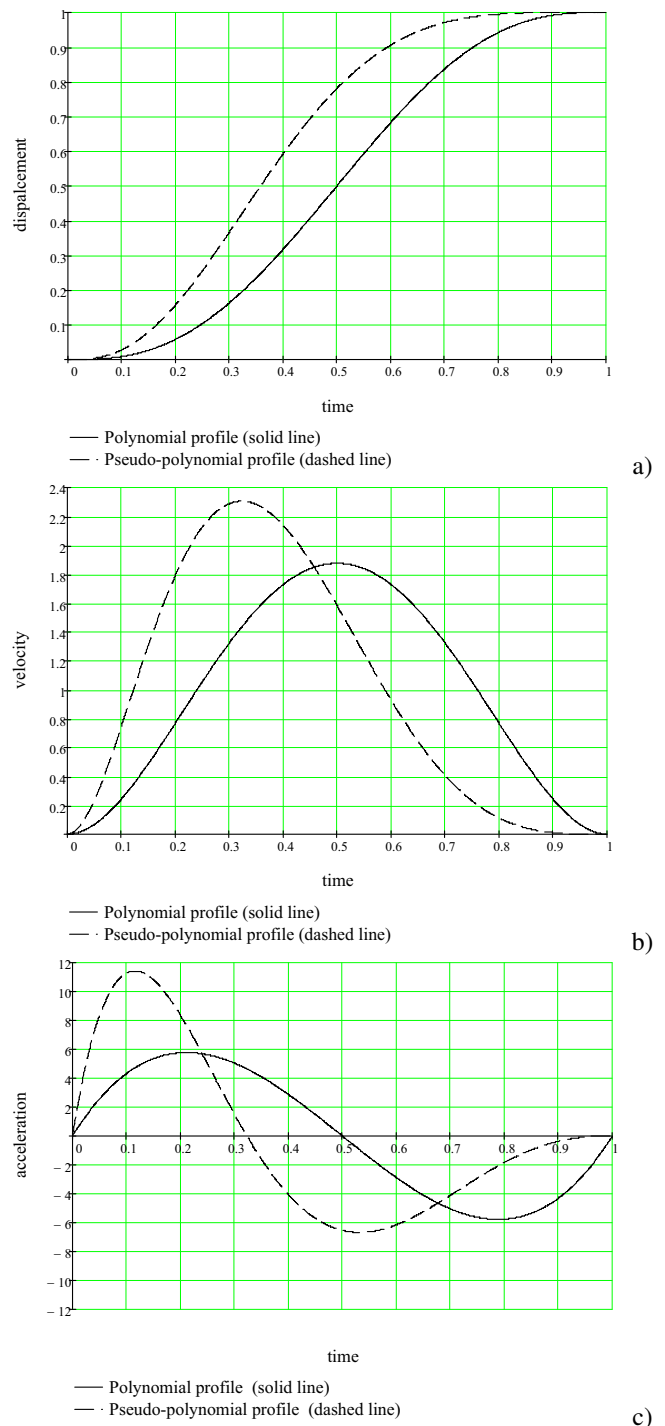 1
0.9
0.8
0.7
0.6
0.5
0.4
0.3
0.2
0.1
dispalcement
0 0.1 0.2 0.3 0.4 0.5 0.6 0.7 0.8 0.9 1
time
Polynomial profile (solid line)
Pseudo-polynomial profile (dashed line)
a)
2.4
2.2
2
1.8
1.6
1.4
1.2
1
0.8
0.6
0.4
0.2
velocity
0 0.1 0.2 0.3 0.4 0.5 0.6 0.7 0.8 0.9 1
time
Polynomial profile (solid line)
Pseudo-polynomial profile (dashed line)
b)
12
10
8
6
4
2
0 0.1 0.2 0.3 0.4 0.5 0.6 0.7 0.8 0.9 1
− 2
− 4
− 6
− 8
− 10
− 12
acceleration
time
Polynomial profile (solid line)
Pseudo-polynomial profile (dashed line)
c)